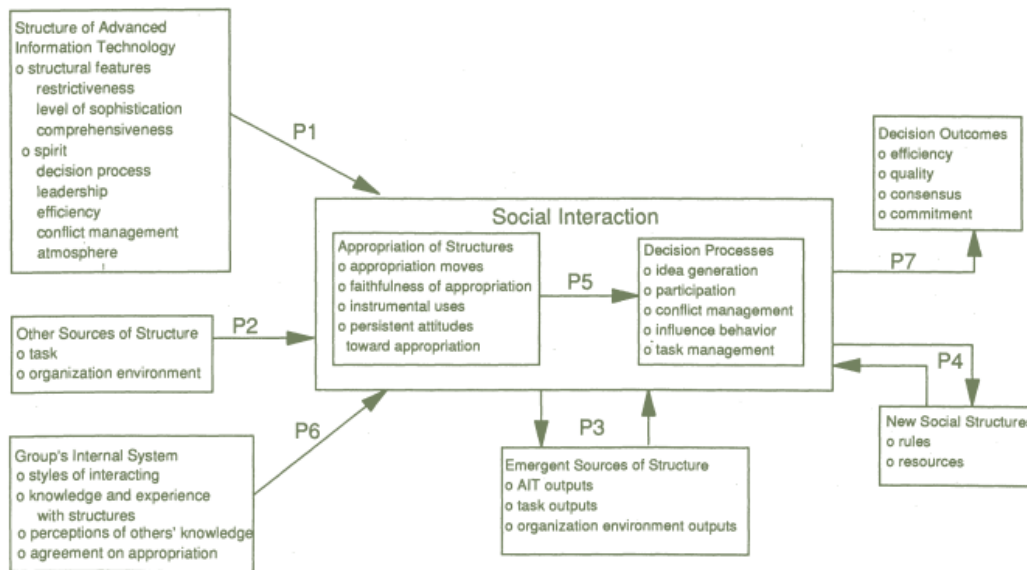 Structure of Advanced
Information Technology
o structural features
restrictiveness
level of sophistication
comprehensiveness
o spirit
decision process
leadership
efficiency
conflict management
atmosphere
P1
Other Sources of Structure
o task
o organization environment
P2
Group's Internal System
o styles of interacting
o knowledge and experience
with structures
o perceptions of others' knowledge
o agreement on appropriation
P6
Social Interaction
Appropriation of Structures
o appropriation moves
o faithfulness of appropriation
o instrumental uses
o persistent attitudes
toward appropriation
P5
Decision Processes
o idea generation
o participation
o conflict management
o influence behavior
o task management
P3
Emergent Sources of Structure
o AIT outputs
o task outputs
o organization environment outputs
Decision Outcomes
o efficiency
o quality
o consensus
o commitment
P7
P4
New Social Structures
o rules
o resources